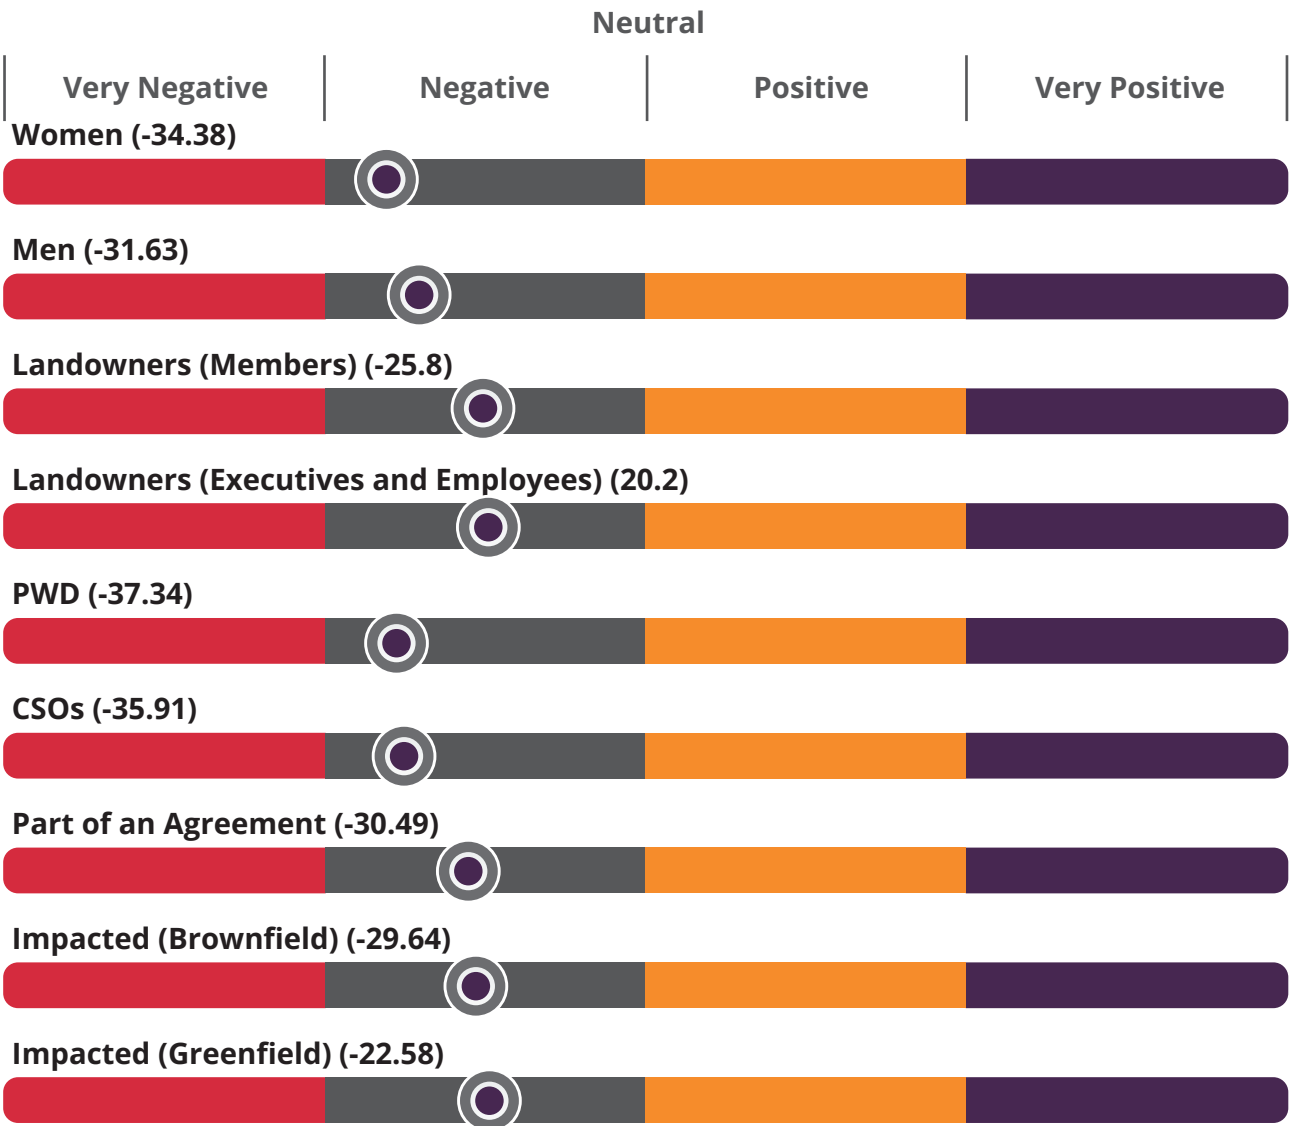 Neutral
Very Negative Negative Positive Very Positive
Women (-34.38)
Men (-31.63)
Landowners (Members) (-25.8)
Landowners (Executives and Employees) (20.2)
PWD (-37.34)
CSOs (-35.91)
Part of an Agreement (-30.49)
Impacted (Brownfield) (-29.64)
Impacted (Greenfield) (-22.58)